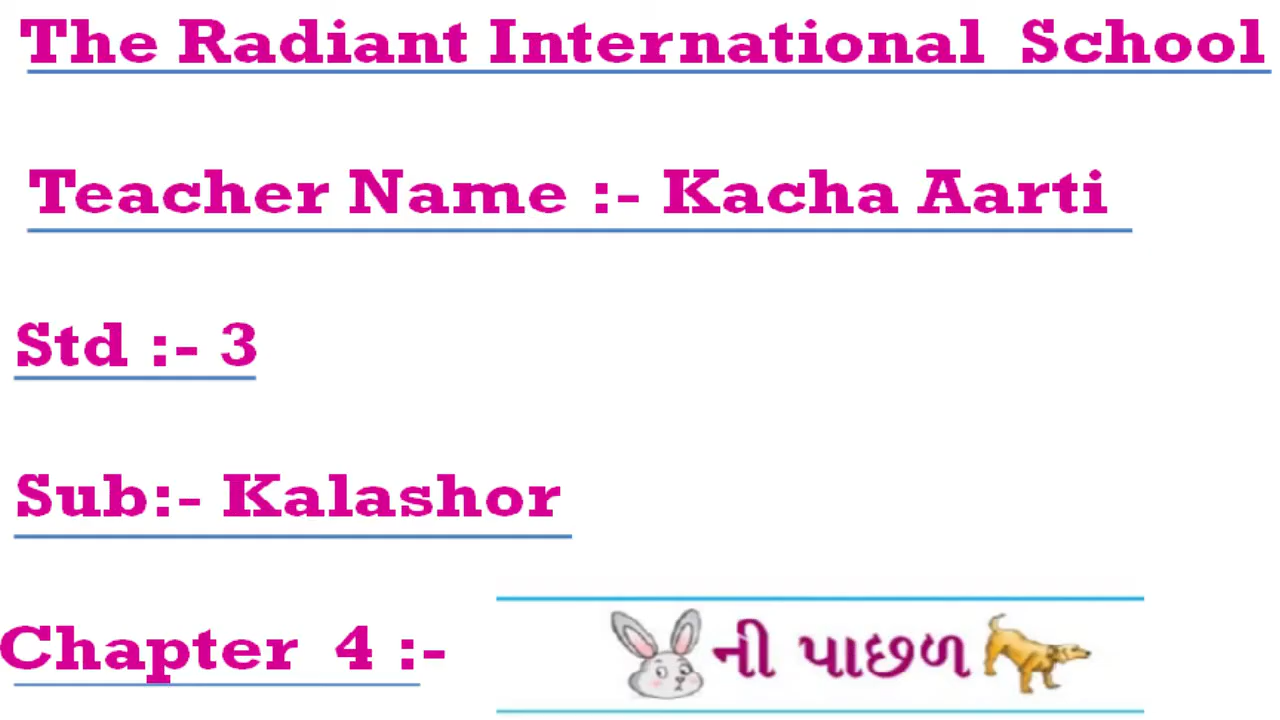 The Radiant International School
Teacher Name :- Kacha Aarti
Std :- 3
Sub:- Kalashor
Chapter 4 :- ની પાછળ